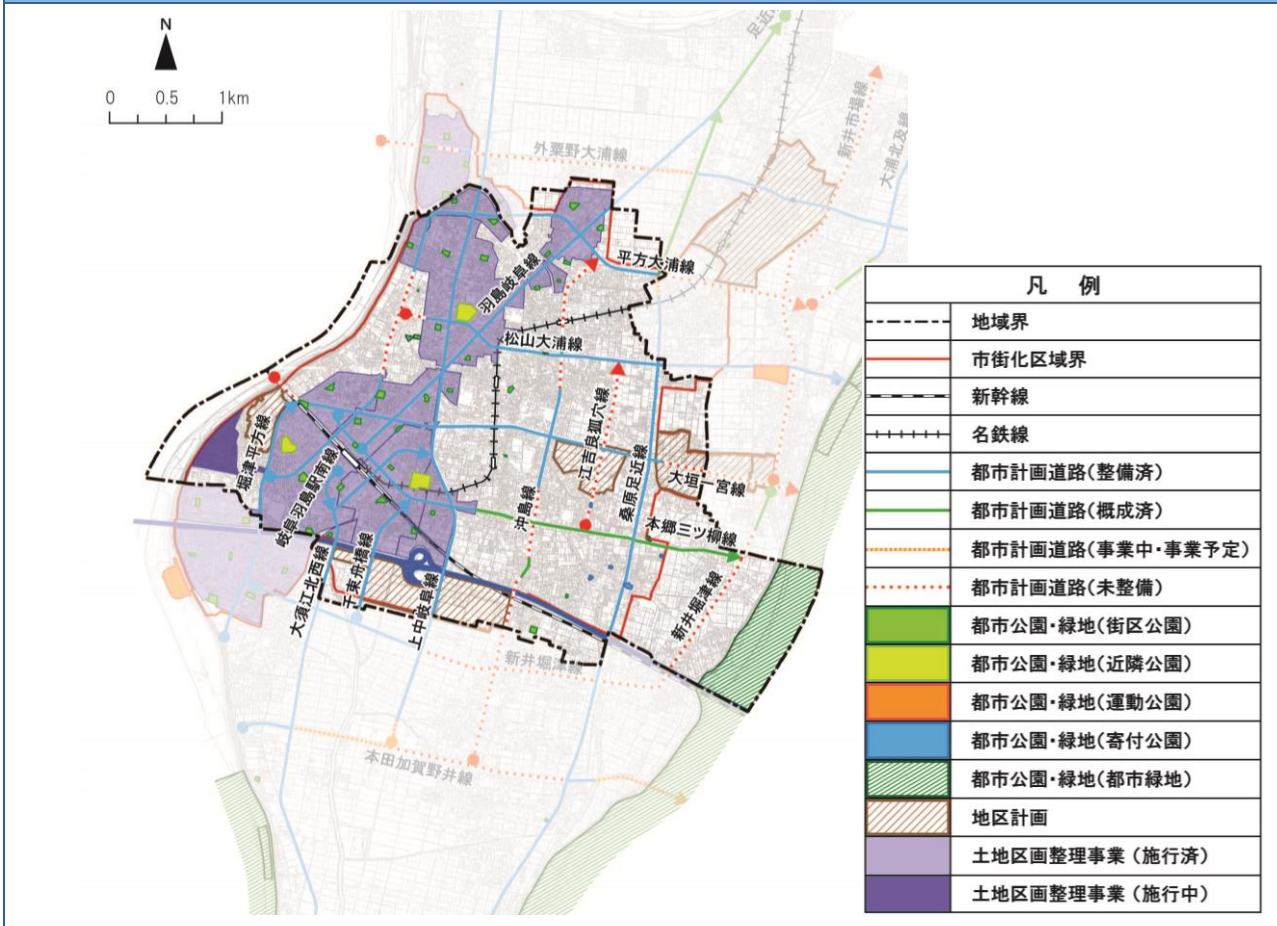 N
0 0.5 1km
足近
新井市場線
大浦北及線
外粟野大浦線
平方大浦線
羽島岐阜線
松山大浦線
堀津平方線
岐阜羽島駅南線
江吉良狐穴線
桑原足近線
大垣一宮線
沖島線
本郷三ツ柳線
大須江北西線
干東舟橋線
上中岐阜線
新井堀津線
新井堀津線
本田加賀野井線
凡 例
地域界
市街化区域界
新幹線
名鉄線
都市計画道路(整備済)
都市計画道路(概成済)
都市計画道路(事業中・事業予定)
都市計画道路(未整備)
都市公園・緑地(街区公園)
都市公園・緑地(近隣公園)
都市公園・緑地(運動公園)
都市公園・緑地(寄付公園)
都市公園・緑地(都市緑地)
地区計画
土地区画整理事業(施行済)
土地区画整理事業(施行中)